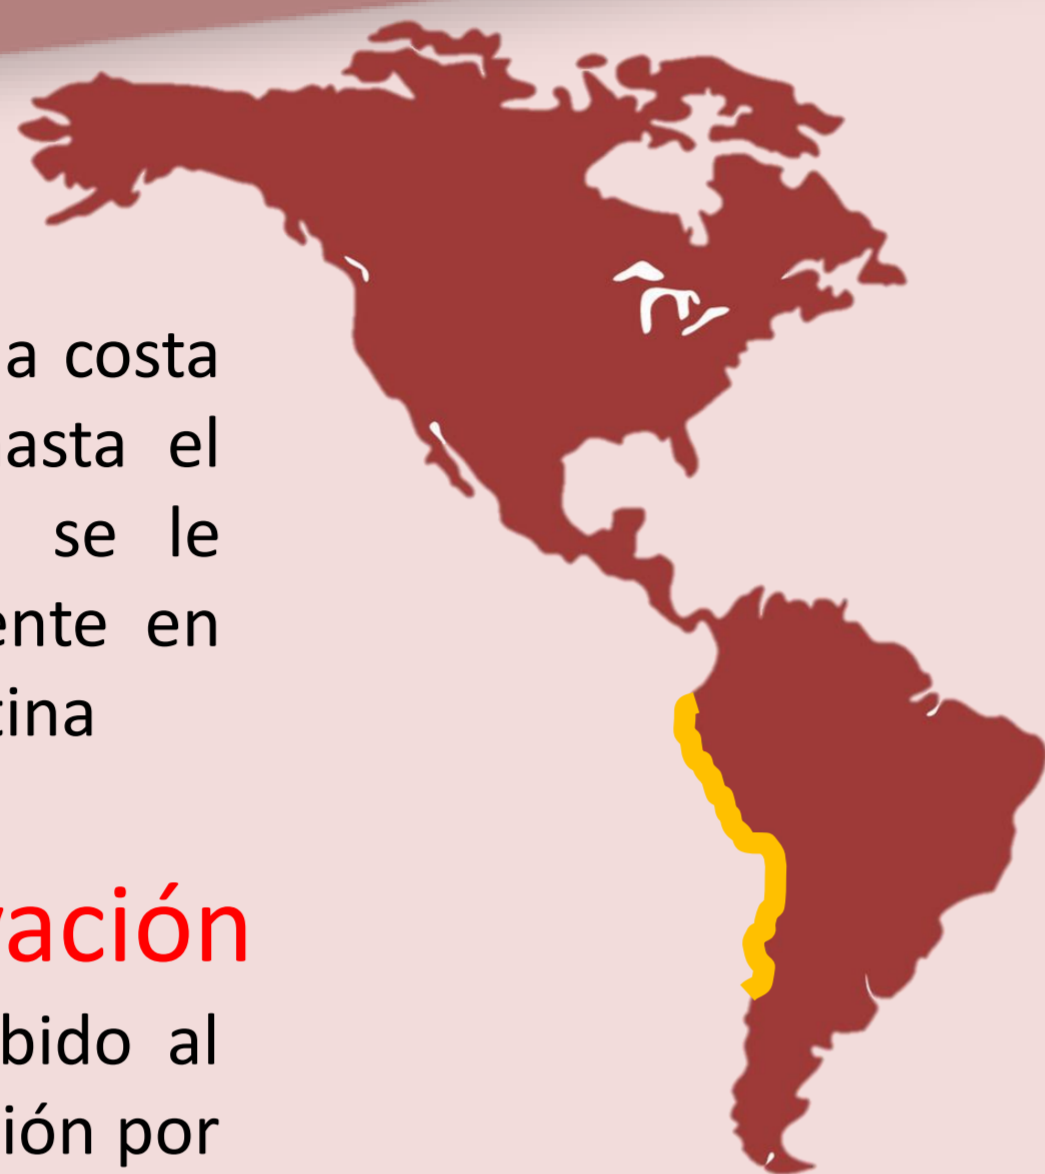 a costa
asta el
se le
ente en
tina
vación
bido al
ión por